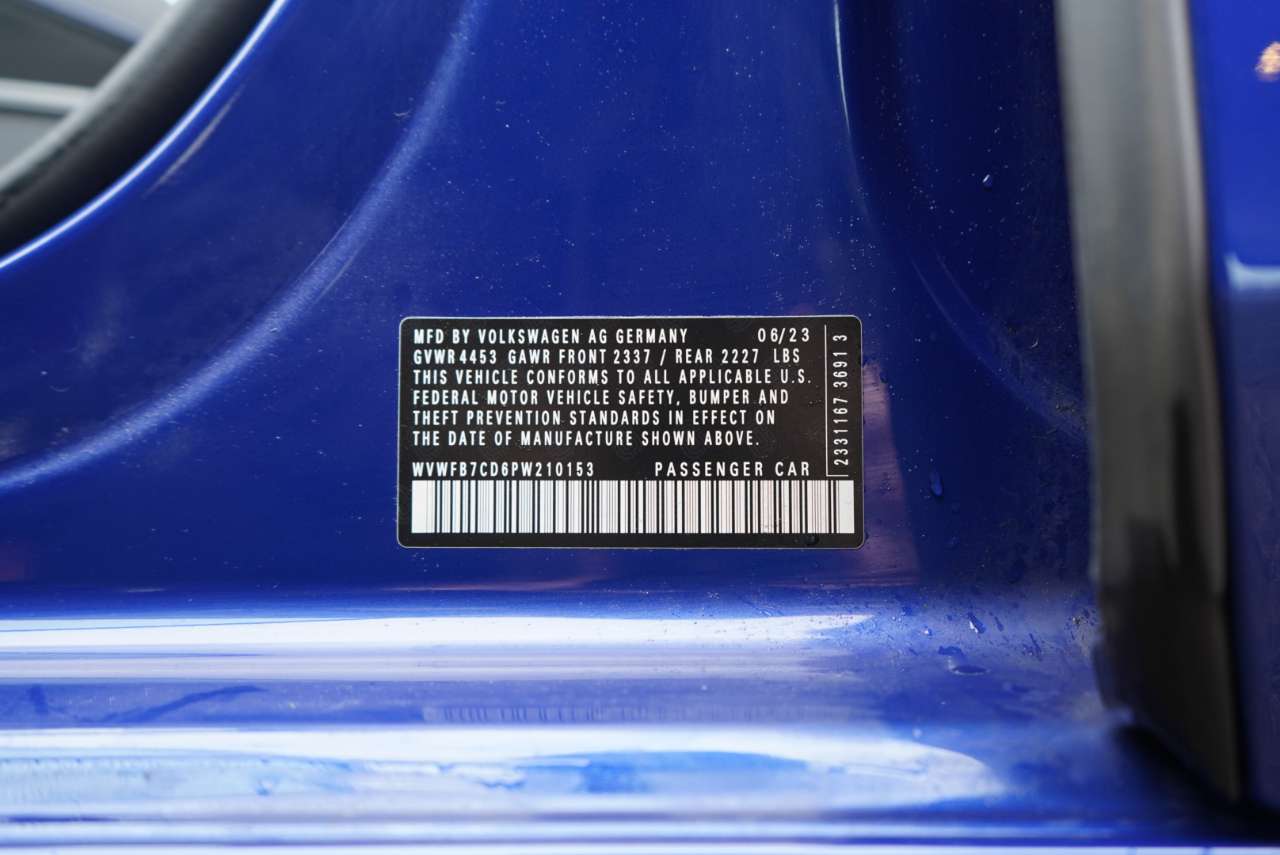 MFD BY VOLKSWAGEN AG GERMANY 06/23
GVWR 4453 GAWR FRONT 2337 / REAR 2227 LBS
THIS VEHICLE CONFORMS TO ALL APPLICABLE U.S.
FEDERAL MOTOR VEHICLE SAFETY, BUMPER AND
THEFT PREVENTION STANDARDS IN EFFECT ON
THE DATE OF MANUFACTURE SHOWN ABOVE.
WVWFB7CD6PW210153 PASSENGER CAR
2331167 3691 3